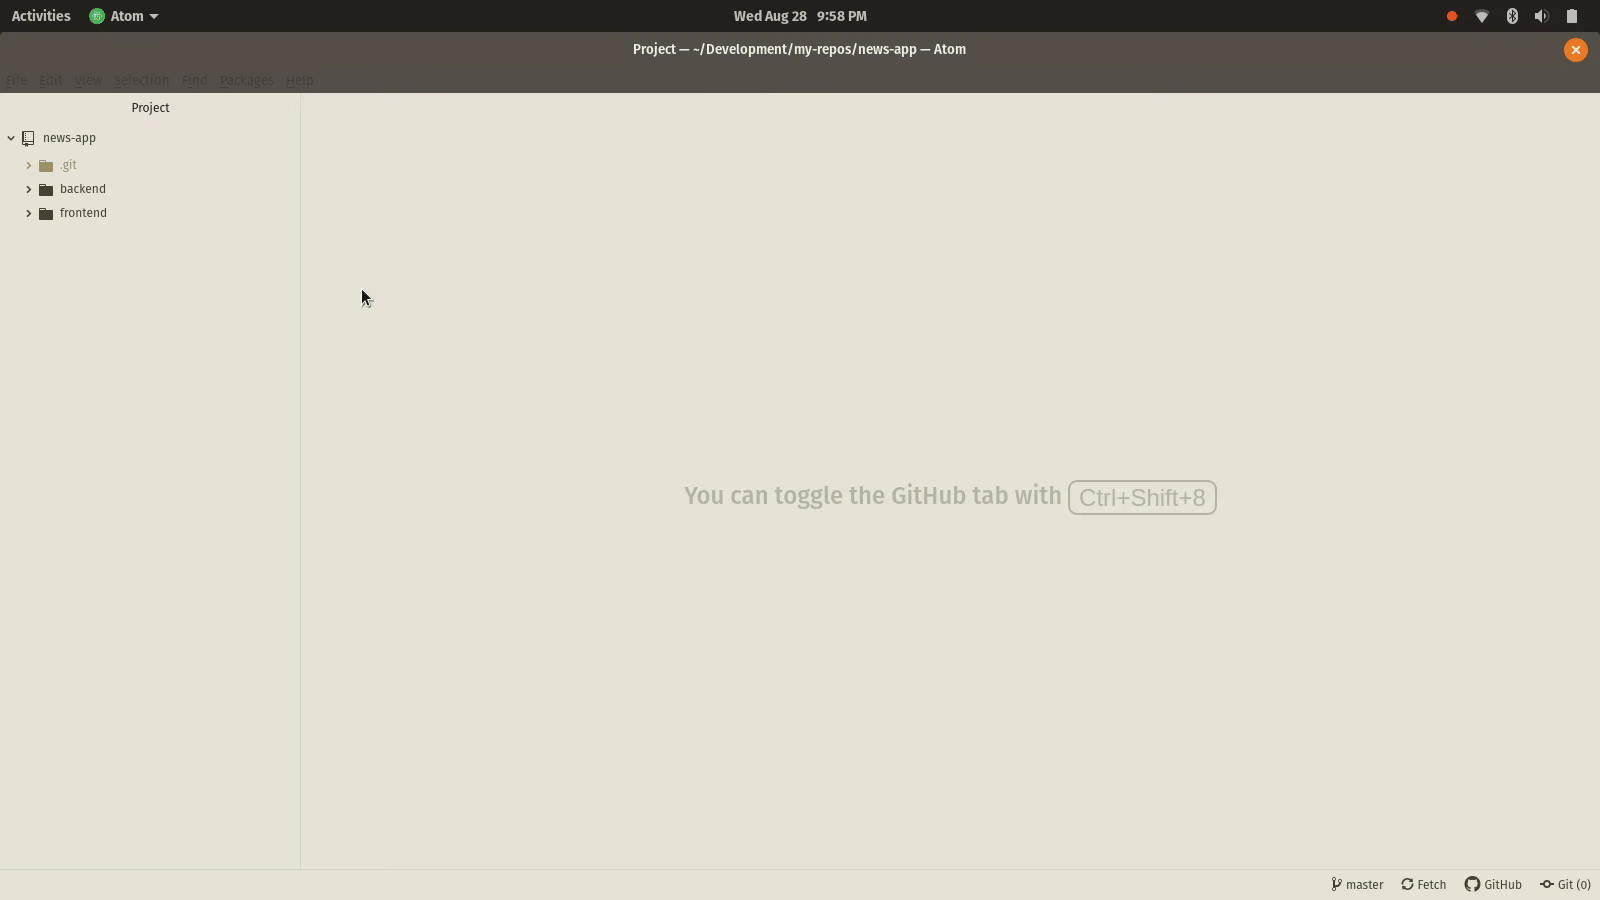 Activities Atom Wed Aug 28 9:58 PM
Project — ~/Development/my-repos/news-app — Atom
File Edit View Selection Find Packages Help
Project
news-app
.git
backend
frontend
You can toggle the GitHub tab with Ctrl+Shift+8
master Fetch GitHub Git (0)